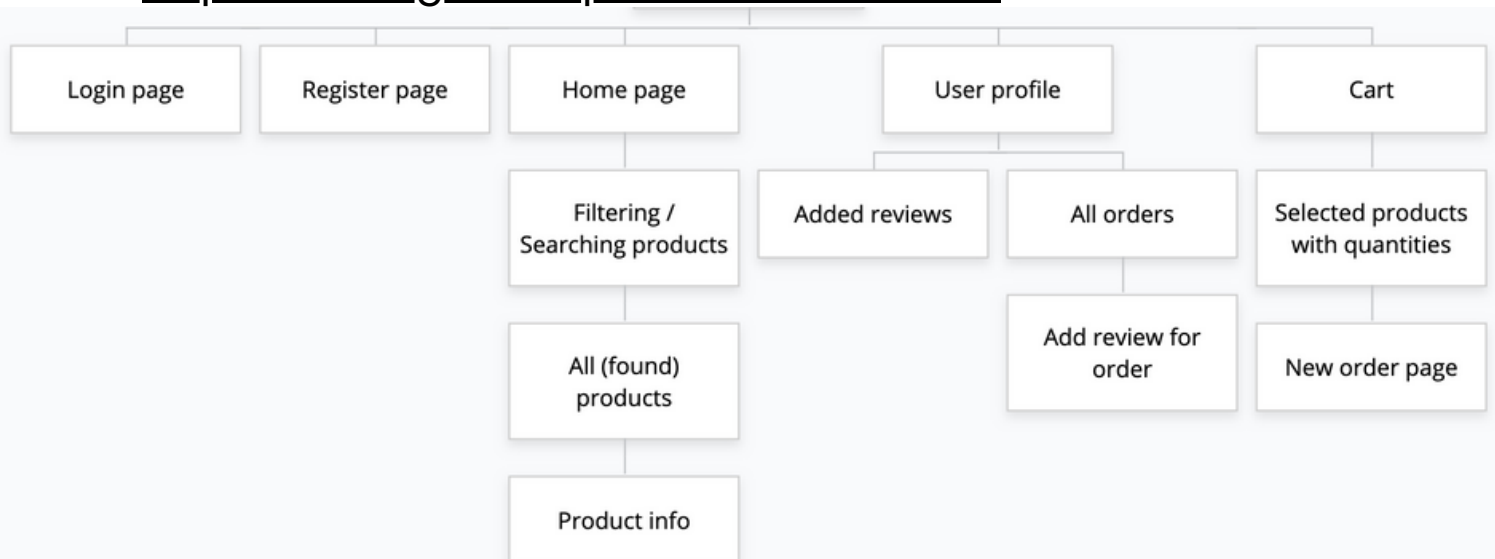 Login page
Register page
Home page
User profile
Cart
Filtering /
Searching products
Added reviews
All orders
Selected products
with quantities
All (found)
products
Add review for
order
New order page
Product info